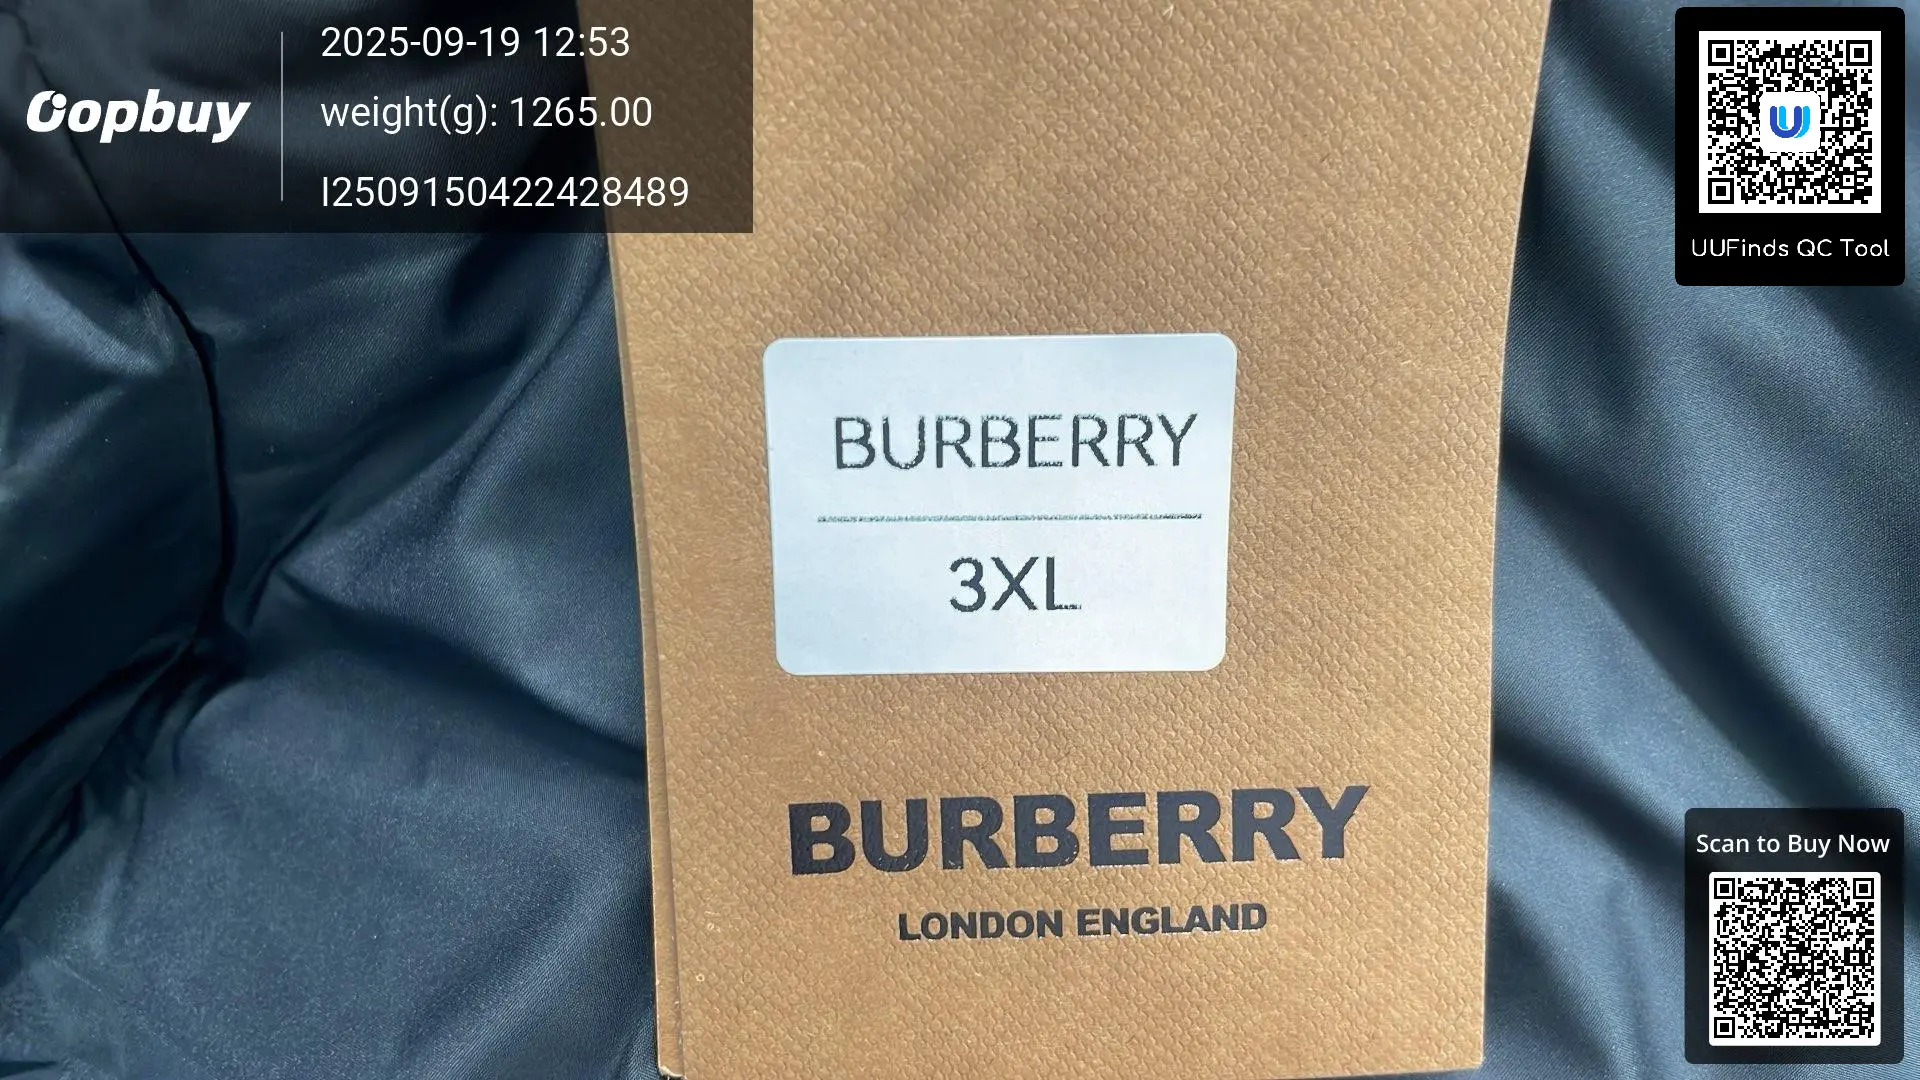 Oopbuy
2025-09-19 12:53
weight(g): 1265.00
I2509150422428489
UUFinds QC Tool
BURBERRY
3XL
BURBERRY
LONDON ENGLAND
Scan to Buy Now